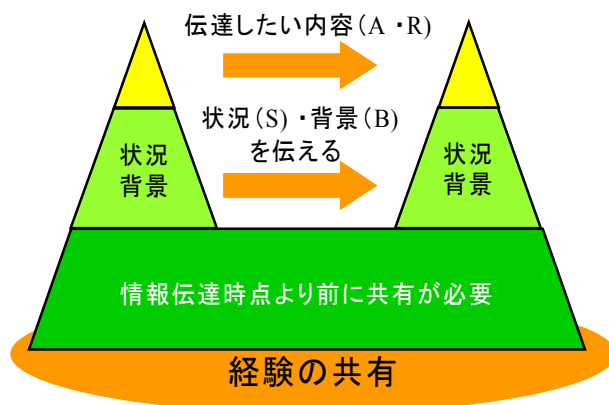 伝達したい内容(A・R)
状況(S)・背景(B)
を伝える
状況
背景
状況
背景
情報伝達時点より前に共有が必要
経験の共有